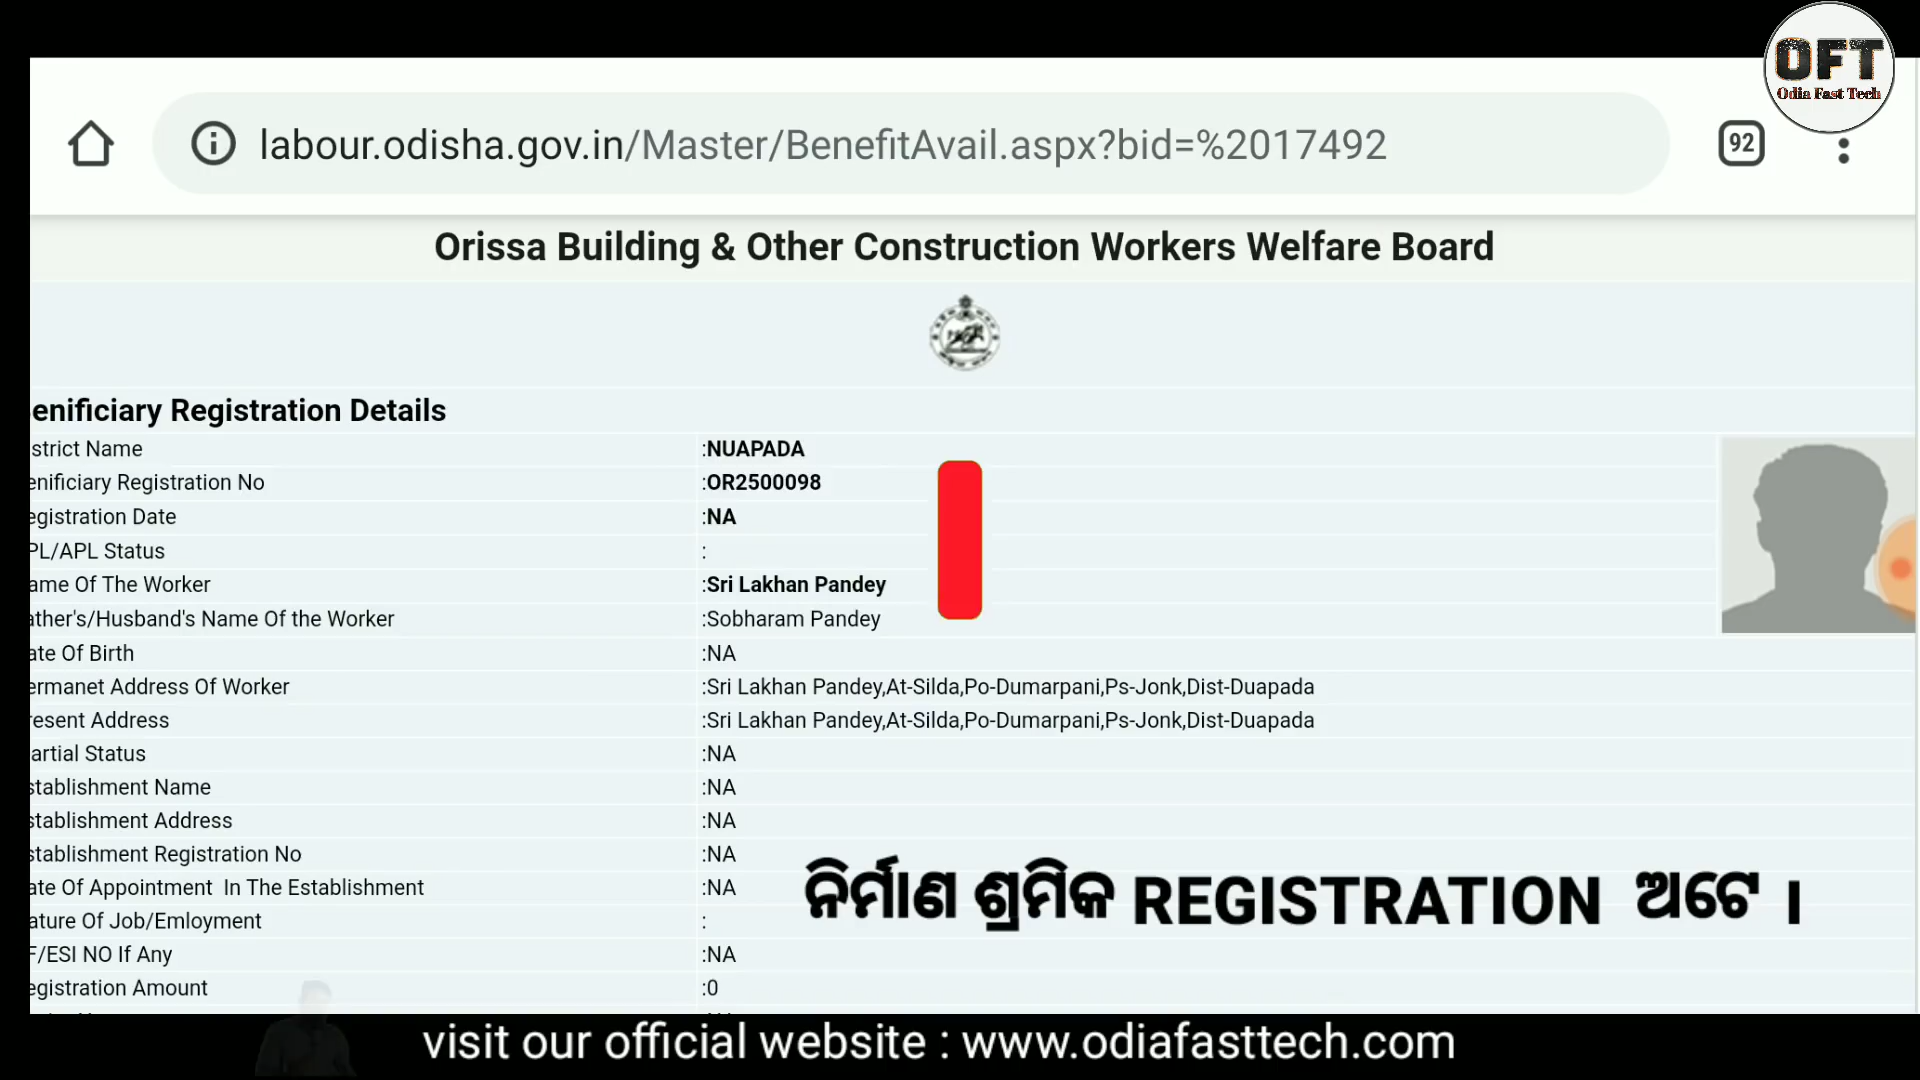 OFT
Odia Fast Tech
labour.odisha.gov.in/Master/BenefitAvail.aspx?bid=%2017492
92
Orissa Building & Other Construction Workers Welfare Board
enificiary Registration Details
strict Name :NUAPADA
enificiary Registration No :OR2500098
egistration Date :NA
PL/APL Status :
ame Of The Worker :Sri Lakhan Pandey
ather's/Husband's Name Of the Worker :Sobharam Pandey
ate Of Birth :NA
ermanet Address Of Worker :Sri Lakhan Pandey,At-Silda,Po-Dumarpani,Ps-Jonk,Dist-Duapada
resent Address :Sri Lakhan Pandey,At-Silda,Po-Dumarpani,Ps-Jonk,Dist-Duapada
artial Status :NA
stablishment Name :NA
stablishment Address :NA
stablishment Registration No :NA
ate Of Appointment In The Establishment :NA
ature Of Job/Emloyment :
F/ESI NO If Any :NA
egistration Amount :0
ନିର୍ମାଣ ଶ୍ରମିକ REGISTRATION ଅଟେ ।
visit our official website : www.odiafasttech.com